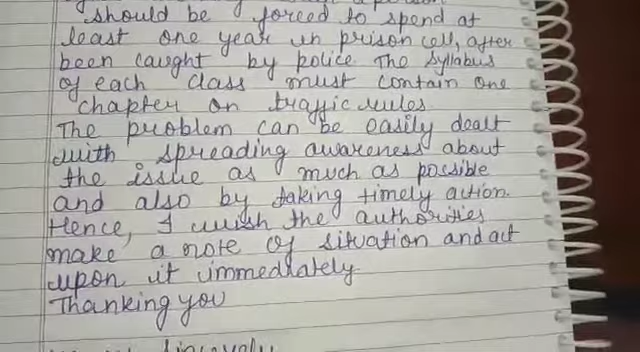 should be forced to spend at
least one year in prison cell, after
been caught by police The syllabus
of each class must contain one
chapter on traffic rules
The problem can be easily dealt
with spreading awareness about
the issue as much as possible
and also by taking timely action.
Hence, I wish the authorities
make a note of situation and act
upon it immediately
Thanking you
sincerely